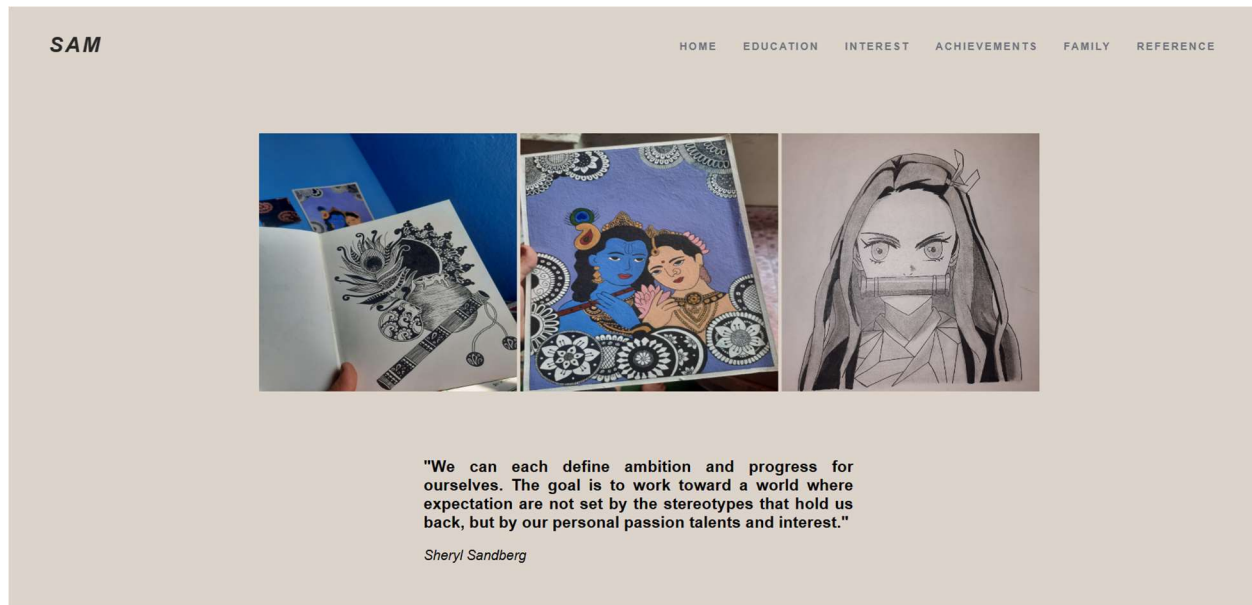 SAM
HOME EDUCATION INTEREST ACHIEVEMENTS FAMILY REFERENCE
"We can each define ambition and progress for
ourselves. The goal is to work toward a world where
expectation are not set by the stereotypes that hold us
back, but by our personal passion talents and interest."
Sheryl Sandberg